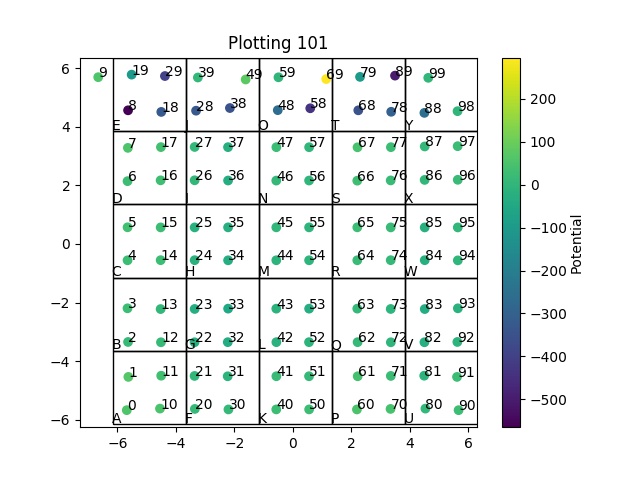 Plotting 101
6
4
2
0
−2
−4
−6
−6
−4
−2
0
2
4
6
9 19 29 39 49 59 69 79 89 99
8 18 28 38 48 58 68 78 88 98
E J O T Y
7 17 27 37 47 57 67 77 87 97
6 16 26 36 46 56 66 76 86 96
D I N S X
5 15 25 35 45 55 65 75 85 95
4 14 24 34 44 54 64 74 84 94
C H M R W
3 13 23 33 43 53 63 73 83 93
2 12 22 32 42 52 62 72 82 92
B G L Q V
1 11 21 31 41 51 61 71 81 91
0 10 20 30 40 50 60 70 80 90
A F K P U
200
100
0
−100
−200
−300
−400
−500
Potential